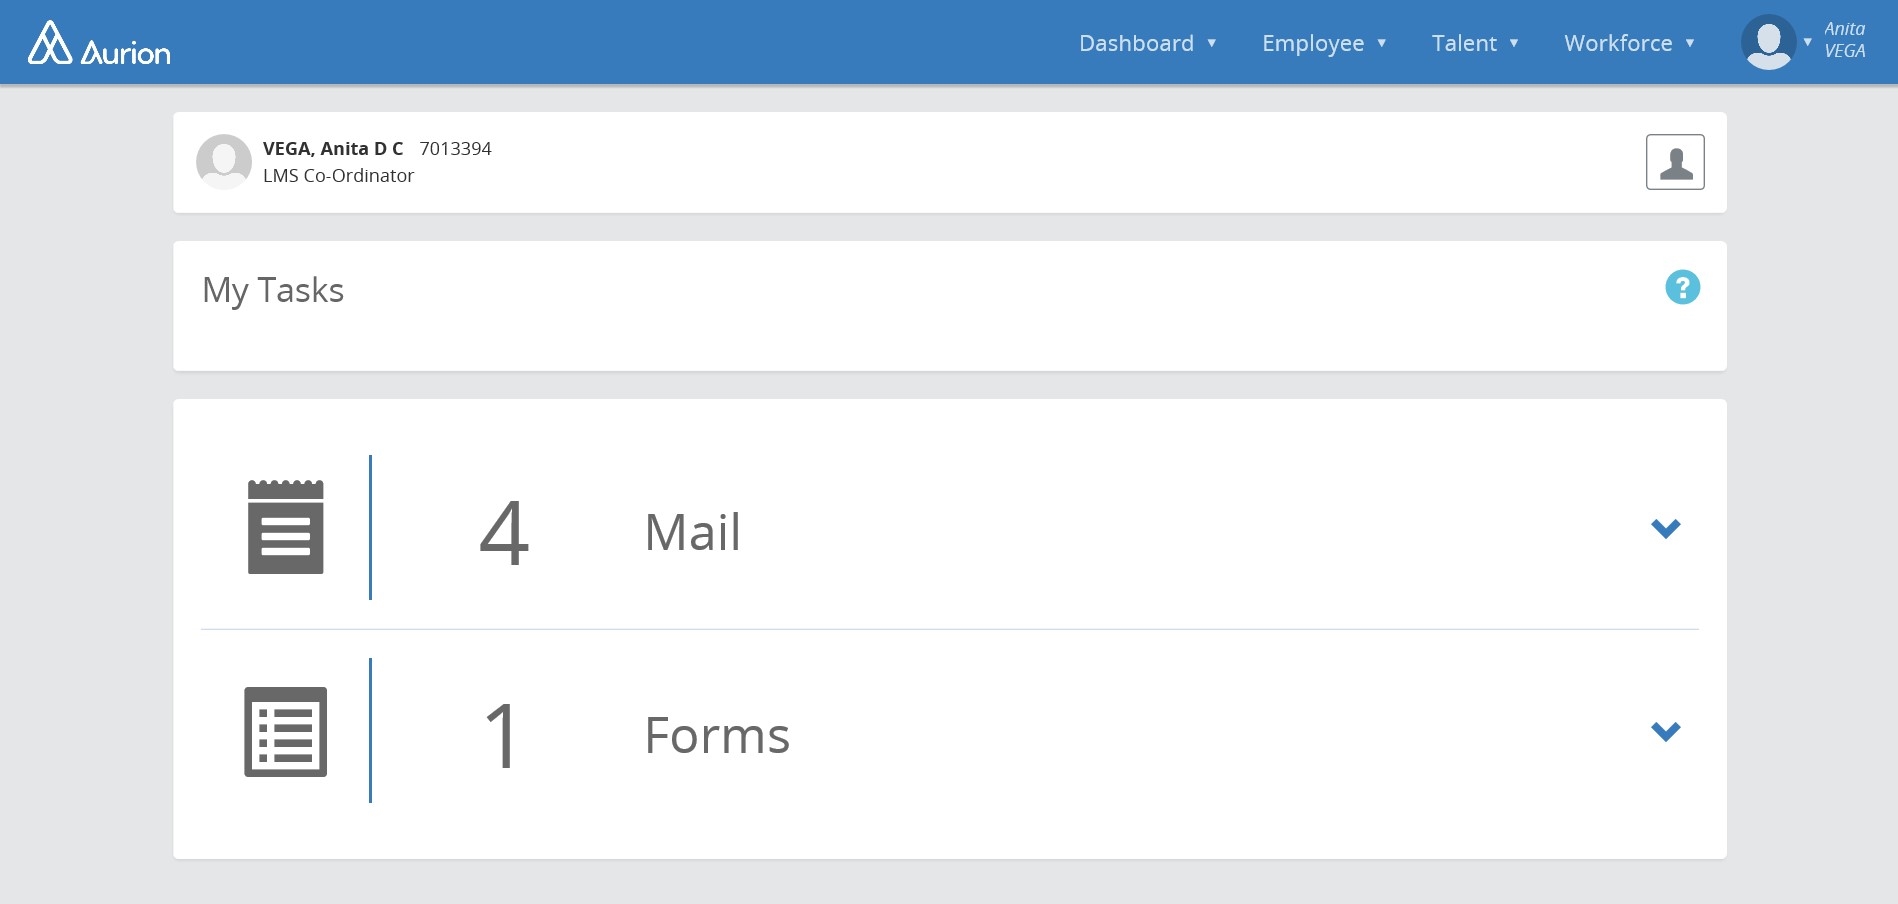 Aurion
Dashboard
Employee
Talent
Workforce
Anita
VEGA
VEGA, Anita D C 7013394
LMS Co-Ordinator
My Tasks
?
4 Mail
1 Forms